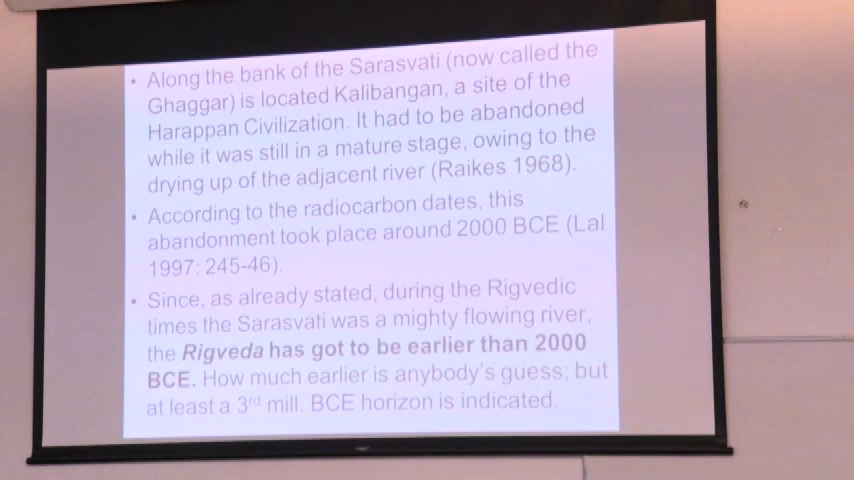 • Along the bank of the Sarasvati (now called the
Ghaggar) is located Kalibangan, a site of the
Harappan Civilization. It had to be abandoned
while it was still in a mature stage, owing to the
drying up of the adjacent river (Raikes 1968).
• According to the radiocarbon dates, this
abandonment took place around 2000 BCE (Lal
1997: 245-46).
• Since, as already stated, during the Rigvedic
times the Sarasvati was a mighty flowing river,
the Rigveda has got to be earlier than 2000
BCE. How much earlier is anybody's guess; but
at least a 3rd mill. BCE horizon is indicated.